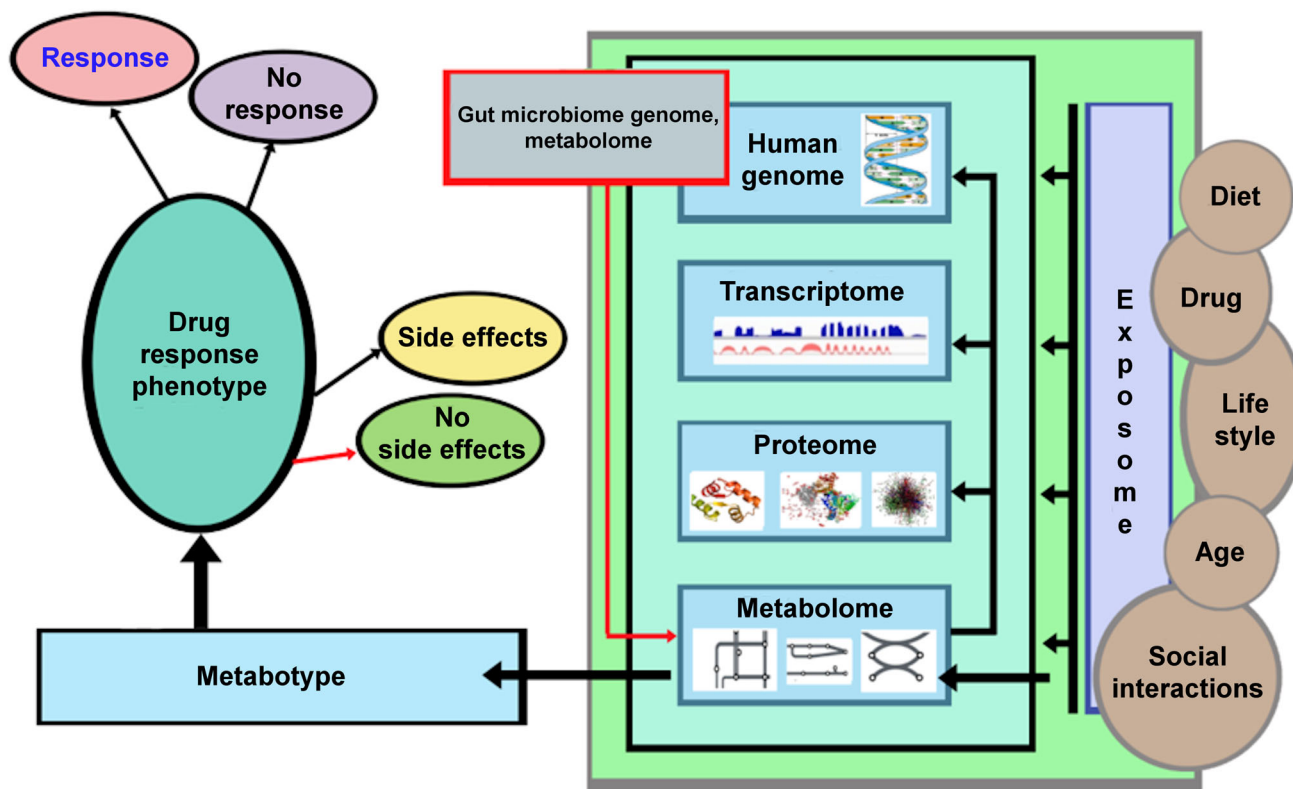 Response
No
response
Gut microbiome genome,
metabolome
Human
genome
Diet
Transcriptome
Drug
Exposome
Drug
response
phenotype
Side effects
No
side effects
Life
style
Proteome
Age
Metabolome
Metabotype
Social
interactions